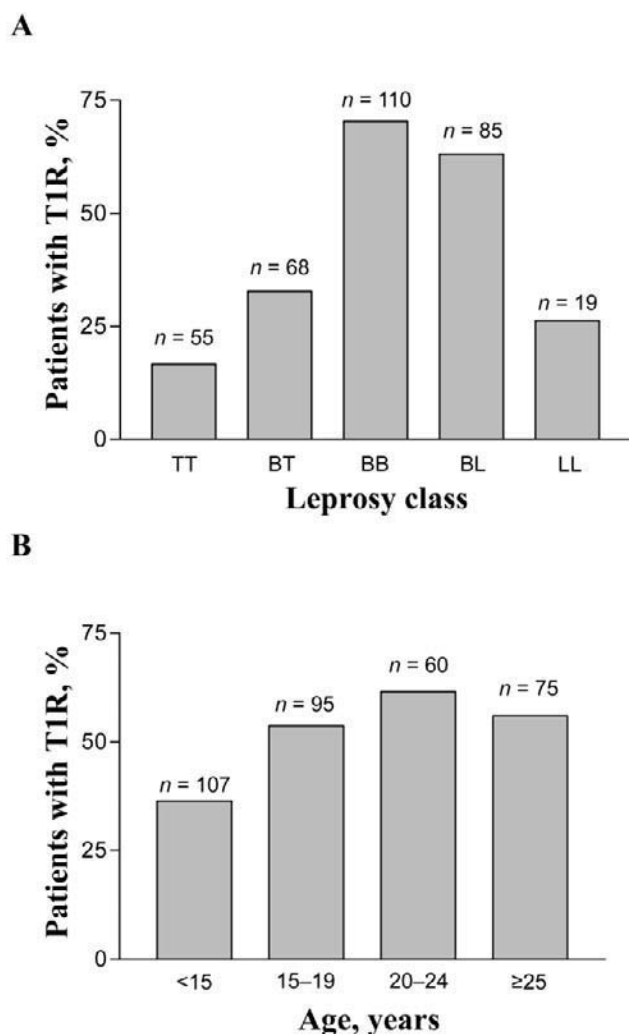 A
Patients with T1R, %
75
50
25
0
n = 55
n = 68
n = 110
n = 85
n = 19
TT BT BB BL LL
Leprosy class
B
Patients with T1R, %
75
50
25
0
n = 107
n = 95
n = 60
n = 75
<15 15–19 20–24 ≥25
Age, years